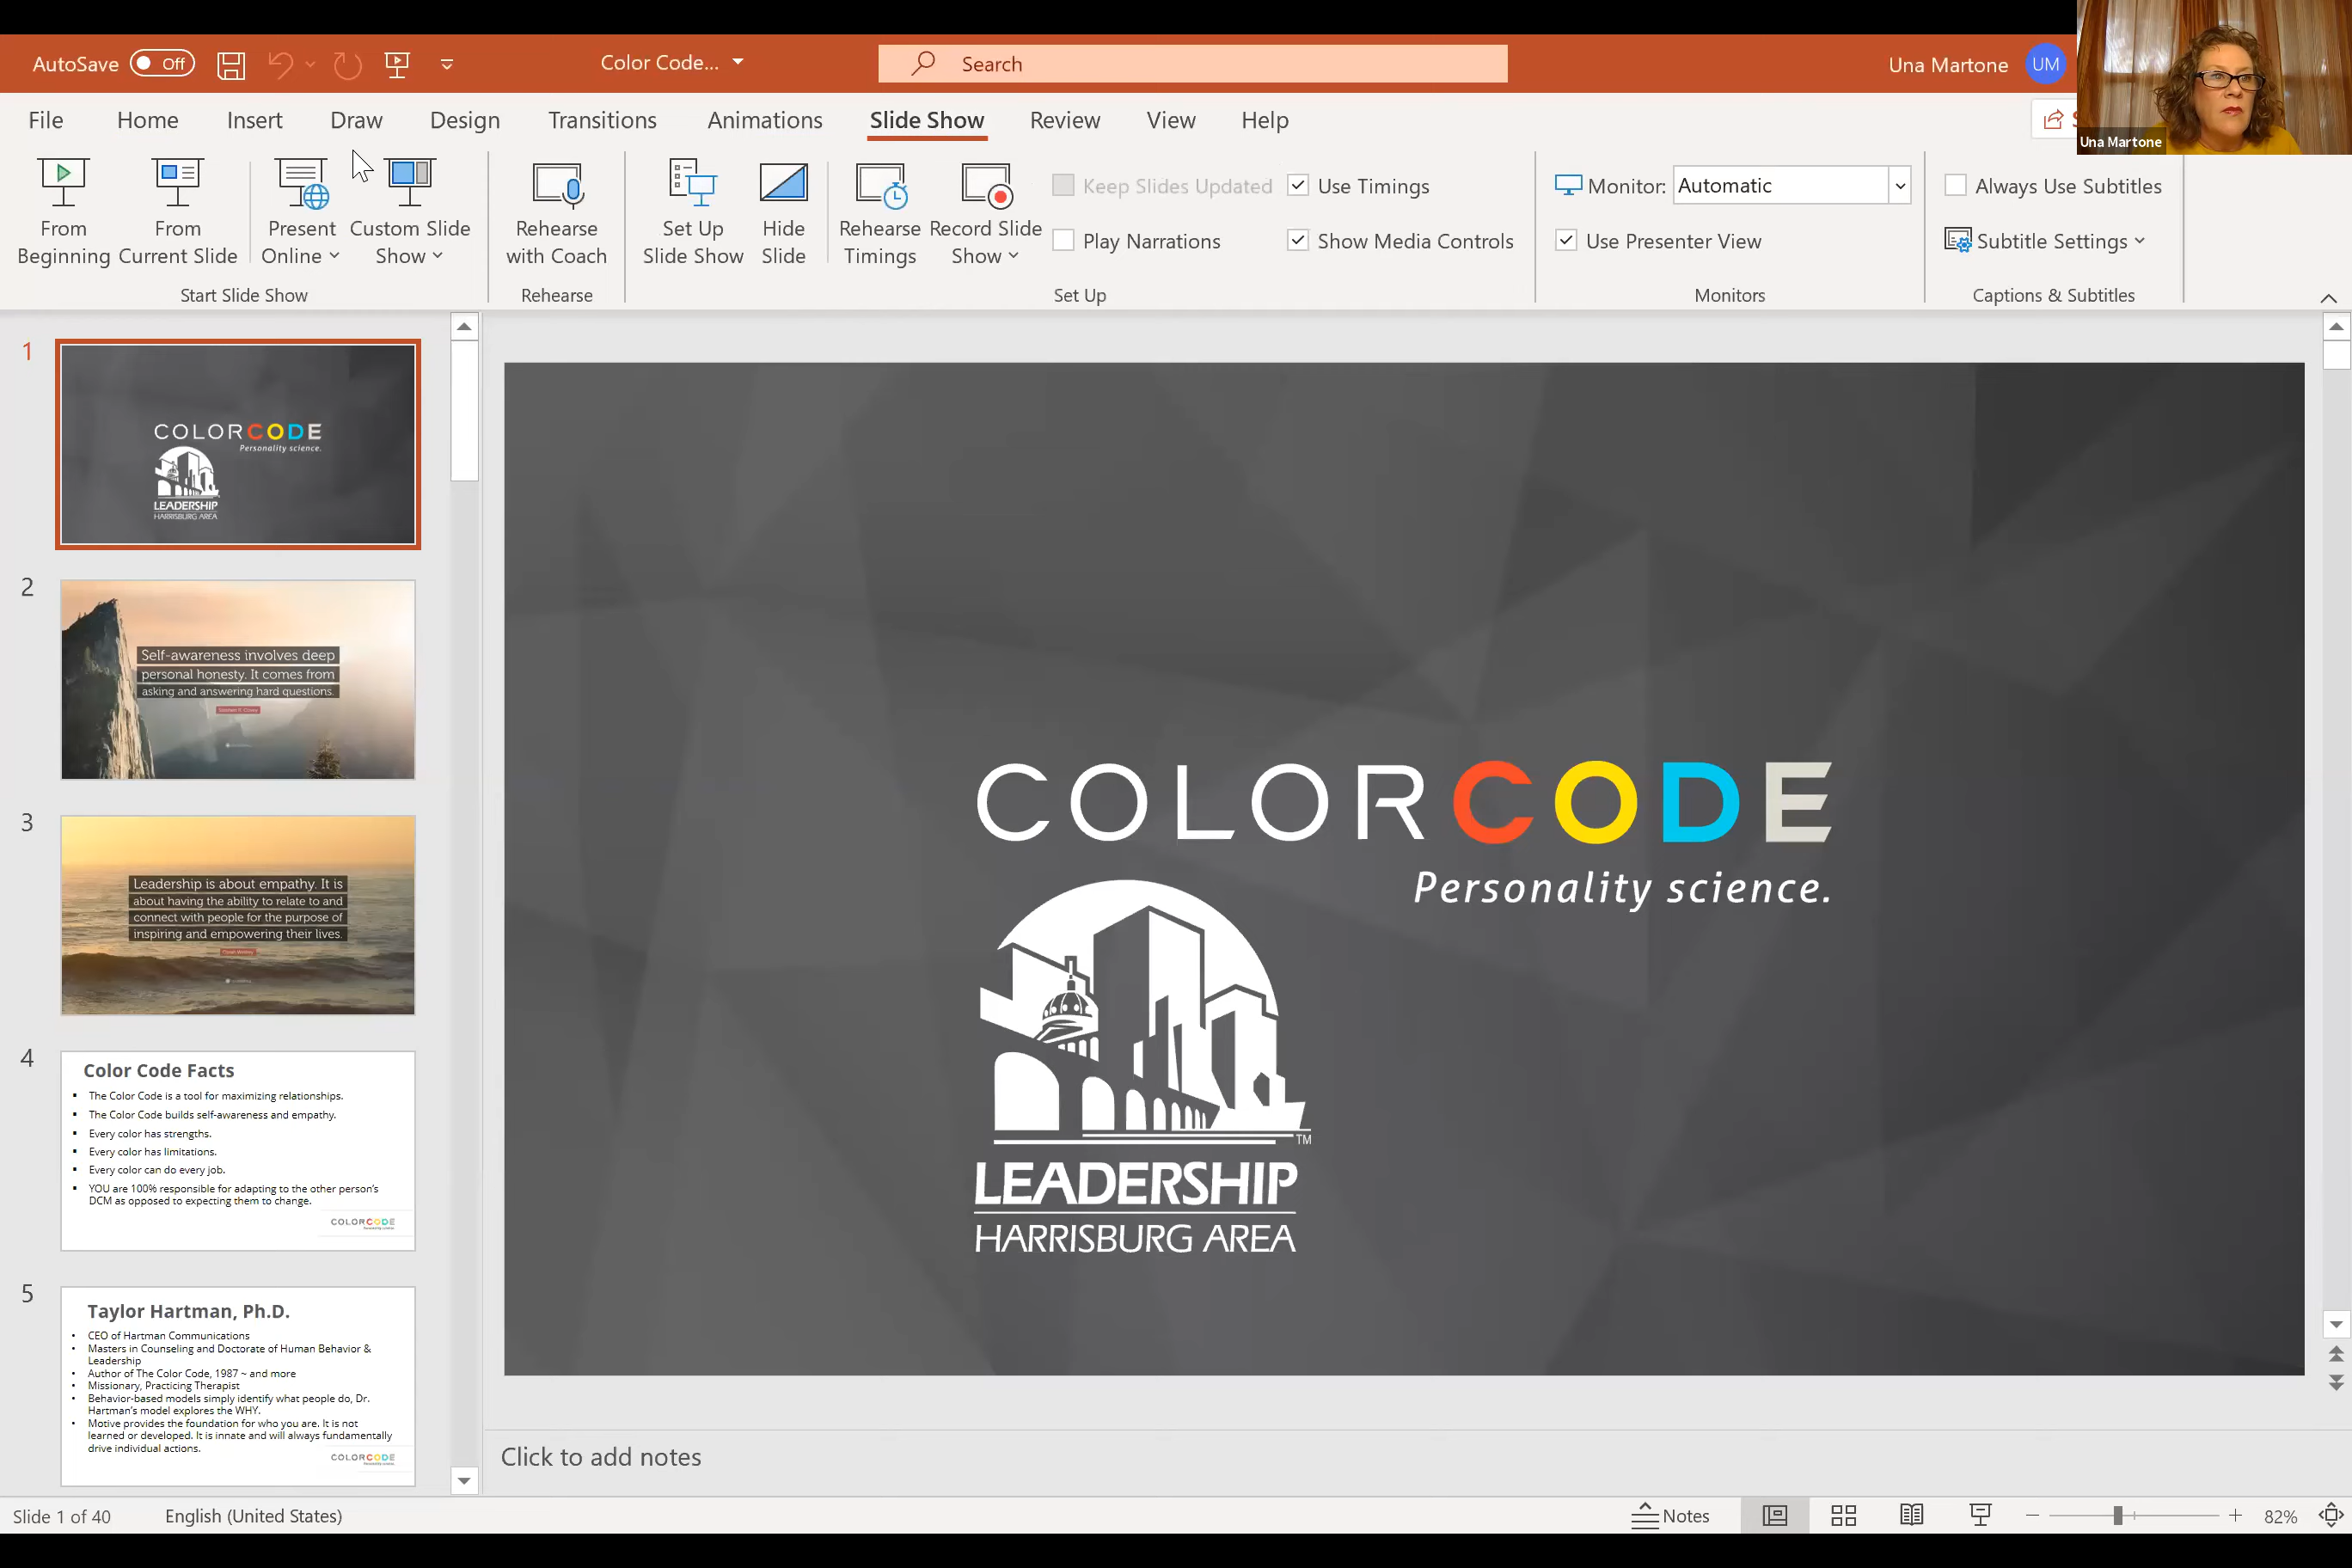 AutoSave Off
Color Code...
Search
Una Martone UM
Una Martone
File Home Insert Draw Design Transitions Animations Slide Show Review View Help
From Beginning
From Current Slide
Present Online
Custom Slide Show
Rehearse with Coach
Set Up Slide Show
Hide Slide
Rehearse Timings
Record Slide Show
Keep Slides Updated
Play Narrations
Use Timings
Show Media Controls
Monitor: Automatic
Use Presenter View
Always Use Subtitles
Subtitle Settings
Start Slide Show Rehearse Set Up Monitors Captions & Subtitles
1
COLORCODE
Personality science.
LEADERSHIP
HARRISBURG AREA
2
Self-awareness involves deep
personal honesty. It comes from
asking and answering hard questions.
3
Leadership is about empathy. It is
about having the ability to relate to and
connect with people for the purpose of
inspiring and empowering their lives.
4
Color Code Facts
▪ The Color Code is a tool for maximizing relationships.
▪ The Color Code builds self-awareness and empathy.
▪ Every color has strengths.
▪ Every color has limitations.
▪ Every color can do every job.
▪ YOU are 100% responsible for adapting to the other person's
DCM as opposed to expecting them to change.
COLORCODE
5
Taylor Hartman, Ph.D.
• CEO of Hartman Communications
• Masters in Counseling and Doctorate of Human Behavior &
Leadership
• Author of The Color Code, 1987 ~ and more
• Missionary, Practicing Therapist
• Behavior-based models simply identify what people do, Dr.
Hartman's model explores the WHY.
• Motive provides the foundation for who you are. It is not
learned or developed. It is innate and will always fundamentally
drive individual actions.
COLORCODE
COLORCODE
Personality science.
TM
LEADERSHIP
HARRISBURG AREA
Click to add notes
Slide 1 of 40 English (United States) Notes 82%